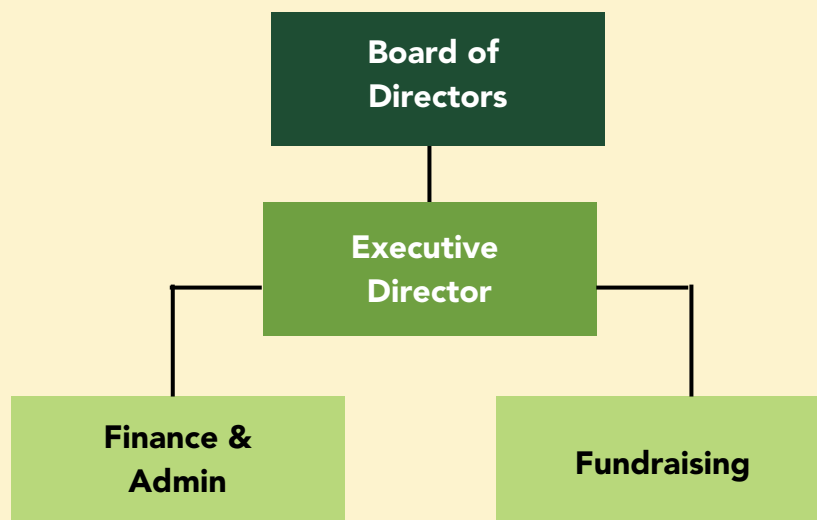 Board of
Directors
Executive
Director
Finance &
Admin
Fundraising